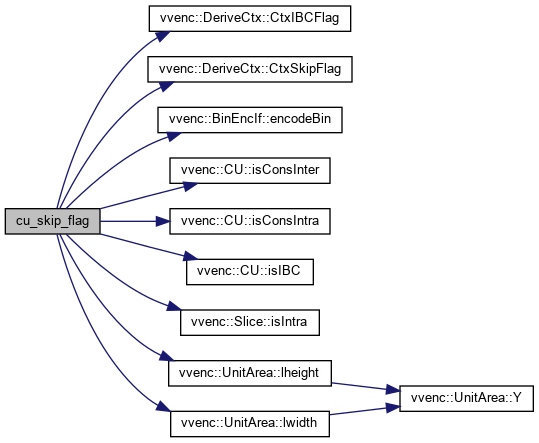 vvenc::DeriveCtx::CtxIBCFlag
vvenc::DeriveCtx::CtxSkipFlag
vvenc::BinEncIf::encodeBin
vvenc::CU::isConsInter
cu_skip_flag
vvenc::CU::isConsIntra
vvenc::CU::isIBC
vvenc::Slice::isIntra
vvenc::UnitArea::lheight
vvenc::UnitArea::Y
vvenc::UnitArea::lwidth